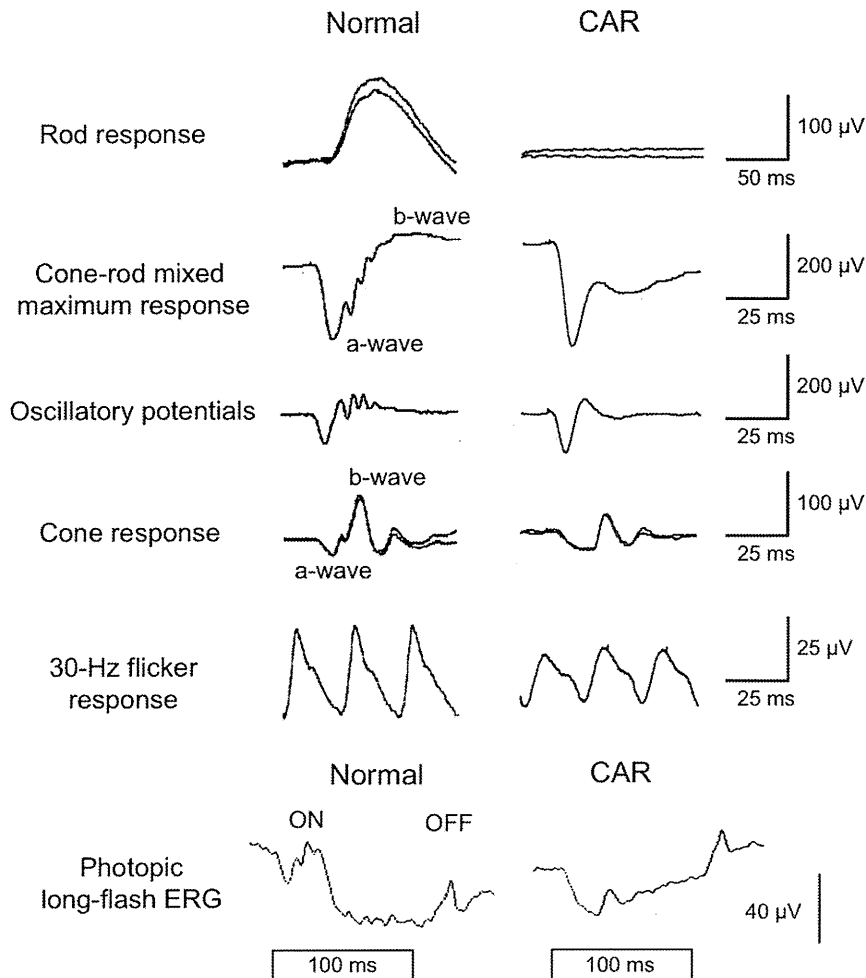 Normal CAR
Rod response
100 µV
50 ms
b-wave
Cone-rod mixed
maximum response
200 µV
25 ms
a-wave
Oscillatory potentials
200 µV
25 ms
b-wave
Cone response
100 µV
25 ms
a-wave
30-Hz flicker
response
25 µV
25 ms
Normal CAR
ON OFF
Photopic
long-flash ERG
40 µV
100 ms 100 ms